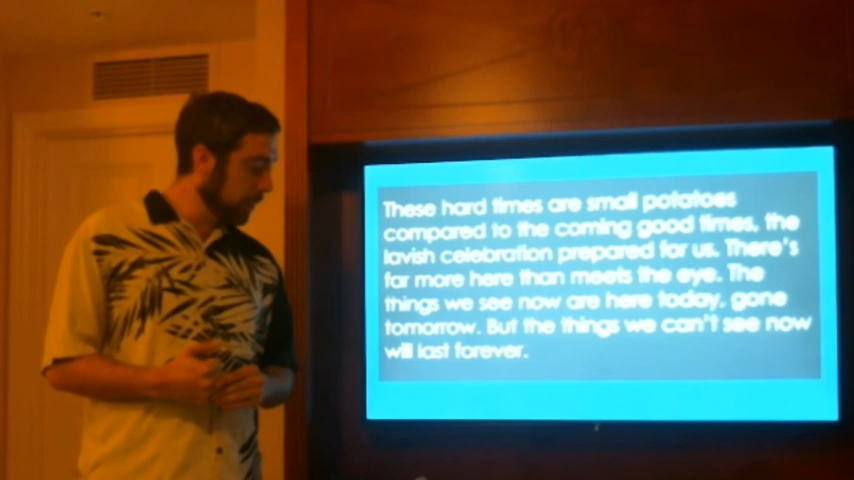 These hard times are small potatoes
compared to the coming good times, the
lavish celebration prepared for us. There's
far more here than meets the eye. The
things we see now are here today, gone
tomorrow. But the things we can't see now
will last forever.